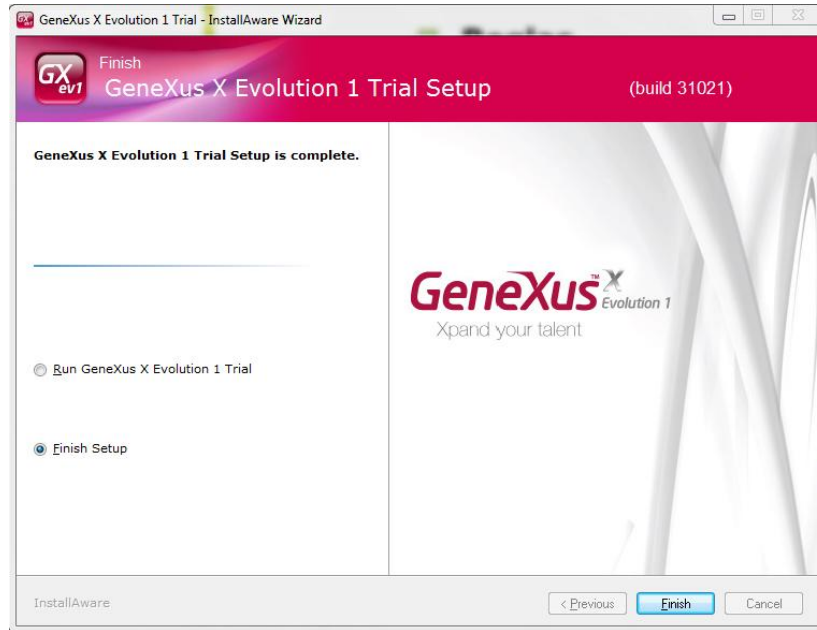 GeneXus X Evolution 1 Trial - InstallAware Wizard
GX
ev1
Finish
GeneXus X Evolution 1 Trial Setup
(build 31021)
GeneXus X Evolution 1 Trial Setup is complete.
GeneXus™ X
Evolution 1
Xpand your talent
Run GeneXus X Evolution 1 Trial
Finish Setup
InstallAware
< Previous
Finish
Cancel